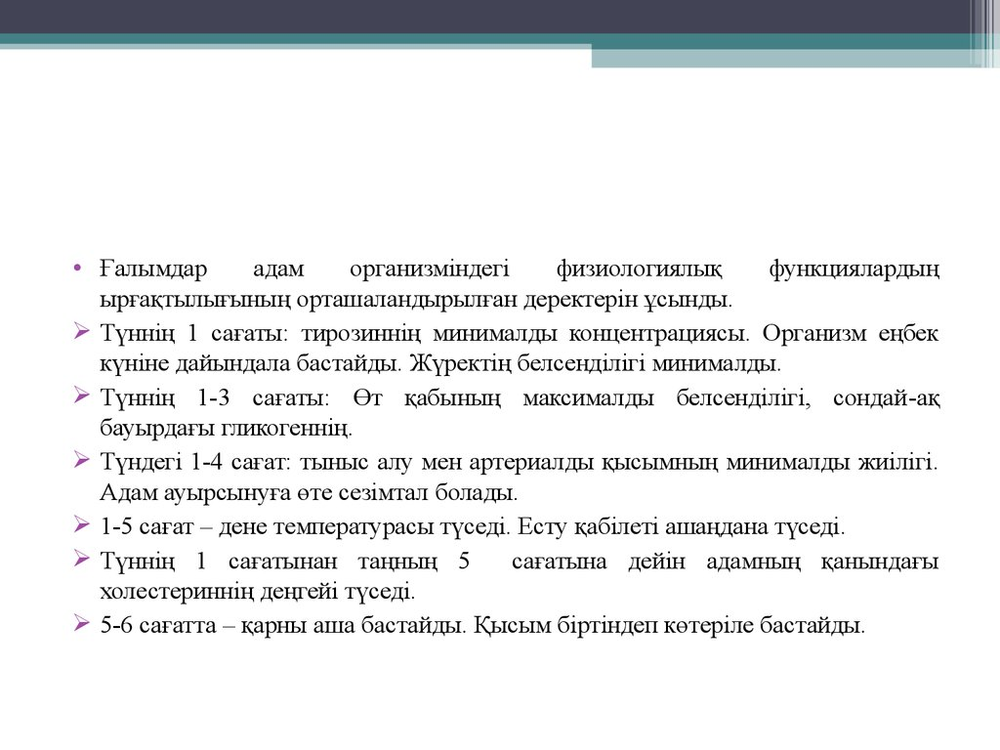 • Ғалымдар адам организміндегі физиологиялық функциялардың
ырғақтылығының орташаландырылған деректерін ұсынды.
➢ Түннің 1 сағаты: тирозиннің минималды концентрациясы. Организм еңбек
күніне дайындала бастайды. Жүректің белсенділігі минималды.
➢ Түннің 1-3 сағаты: Өт қабының максималды белсенділігі, сондай-ақ
бауырдағы гликогеннің.
➢ Түндегі 1-4 сағат: тыныс алу мен артериалды қысымның минималды жиілігі.
Адам ауырсынуға өте сезімтал болады.
➢ 1-5 сағат – дене температурасы түседі. Есту қабілеті ашаңдана түседі.
➢ Түннің 1 сағатынан таңның 5 сағатына дейін адамның қанындағы
холестериннің деңгейі түседі.
➢ 5-6 сағатта – қарны аша бастайды. Қысым біртіндеп көтеріле бастайды.